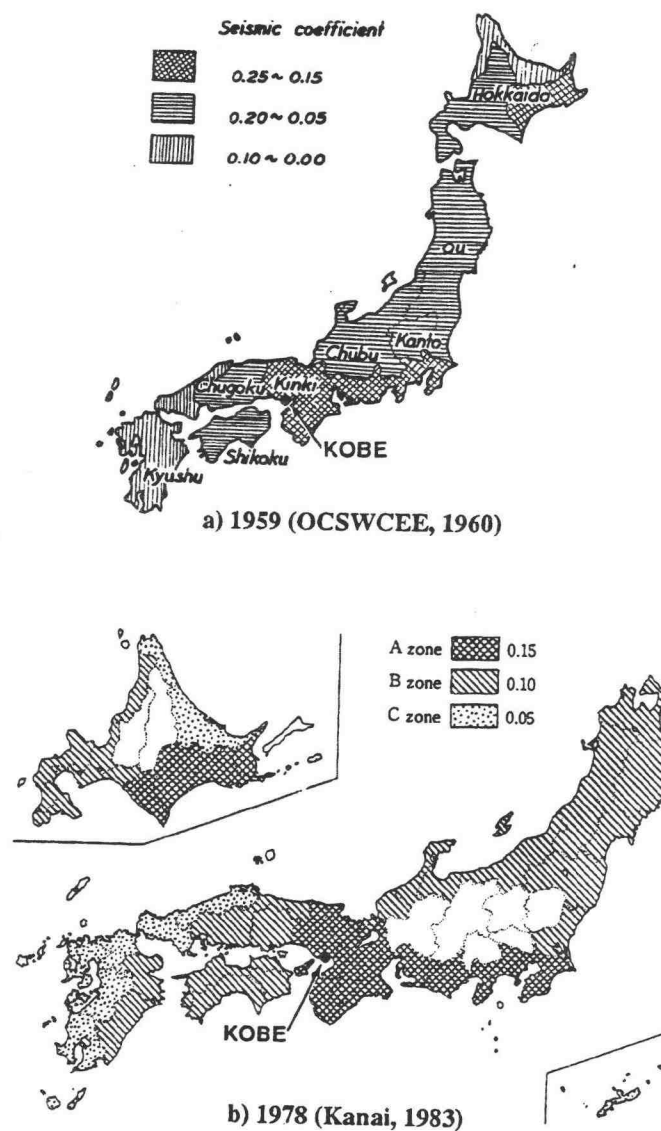 Seismic coefficient
0.25 ~ 0.15
0.20 ~ 0.05
0.10 ~ 0.00
Hokkaido
Ou
Kanto
Chubu
Chugoku
Kinki
KOBE
Shikoku
Kyushu
a) 1959 (OCSWCEE, 1960)
A zone 0.15
B zone 0.10
C zone 0.05
KOBE
b) 1978 (Kanai, 1983)